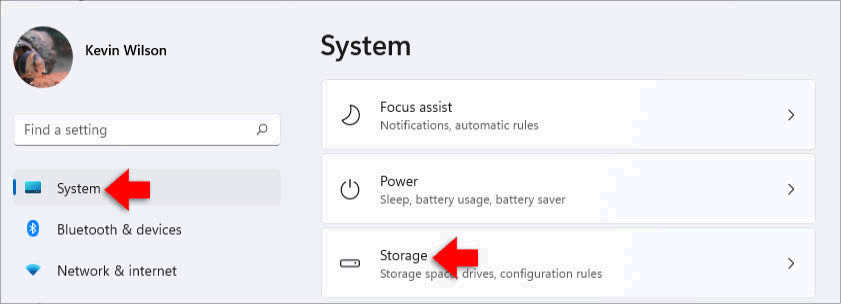 Kevin Wilson
Find a setting
System
Bluetooth & devices
Network & internet
System
Focus assist
Notifications, automatic rules
Power
Sleep, battery usage, battery saver
Storage
Storage space, drives, configuration rules